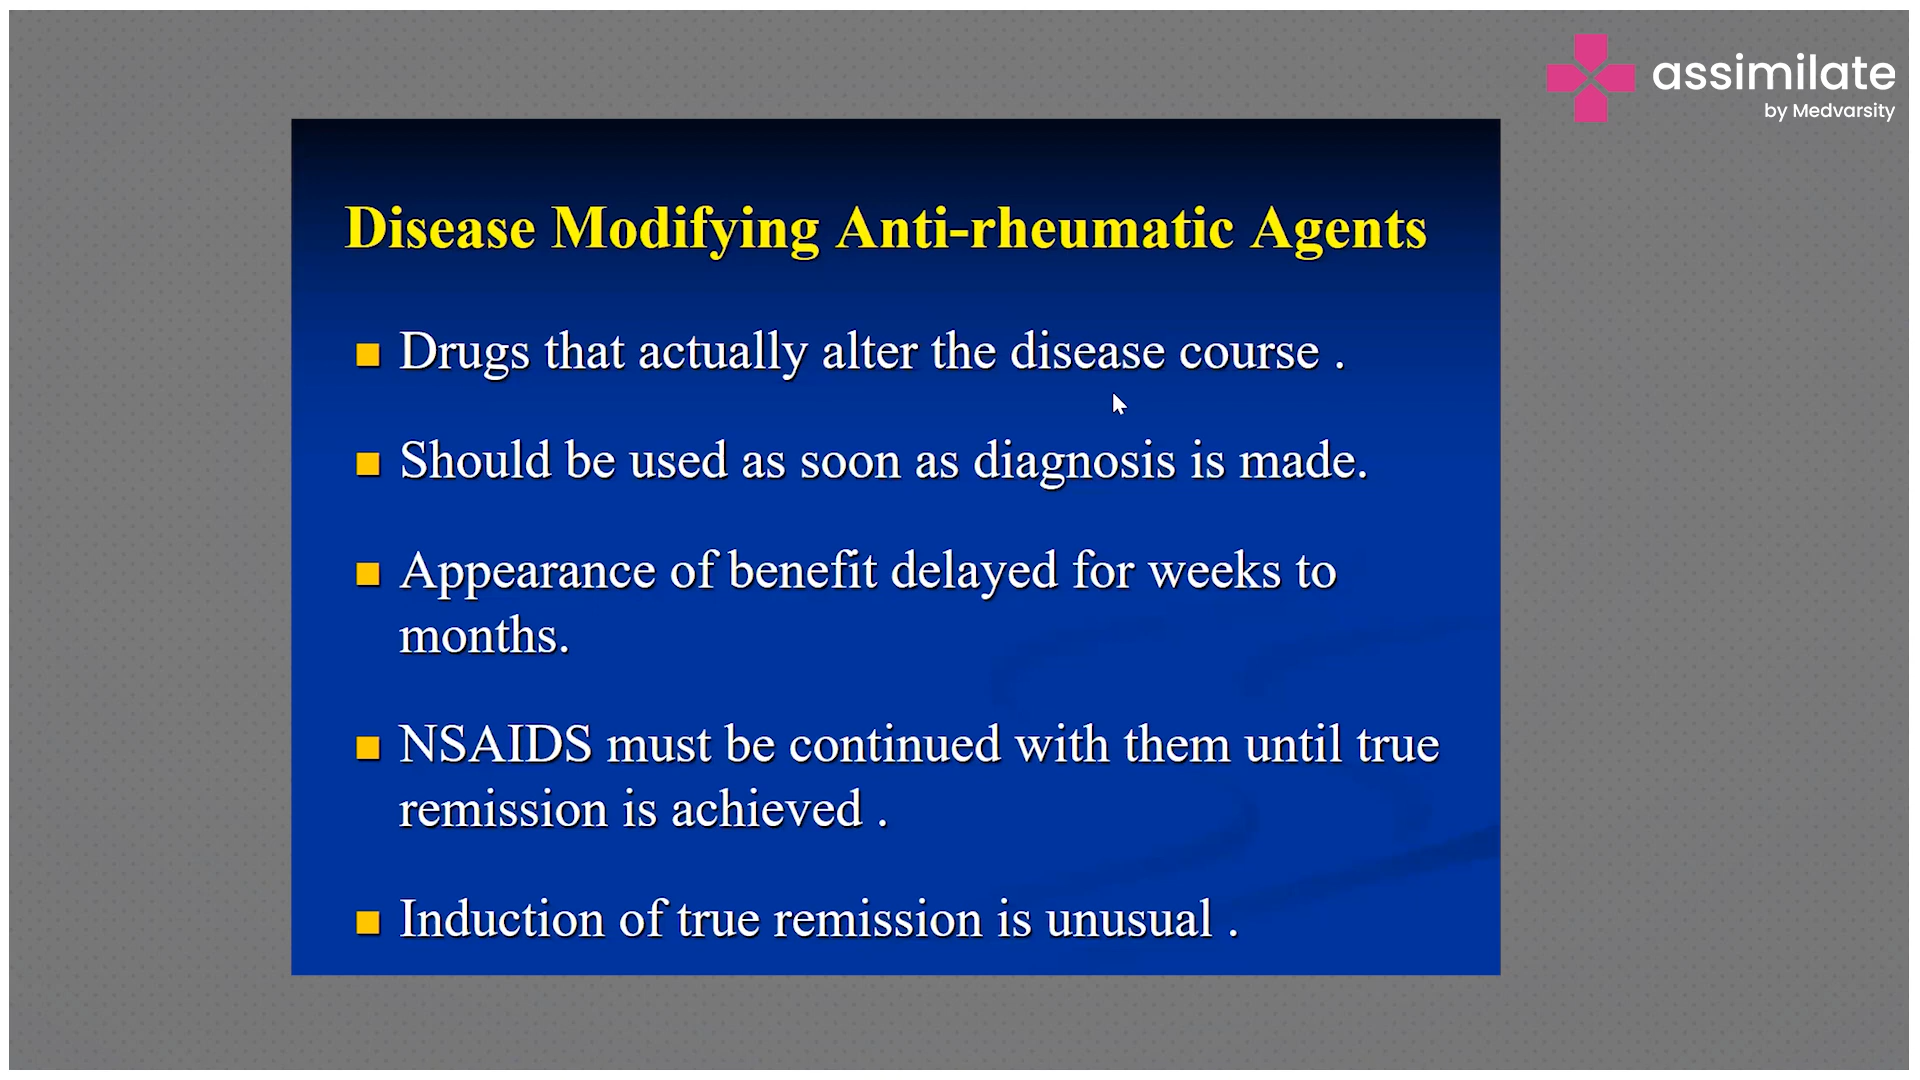 assimilate
by Medvarsity
Disease Modifying Anti-rheumatic Agents
Drugs that actually alter the disease course .
Should be used as soon as diagnosis is made.
Appearance of benefit delayed for weeks to
months.
NSAIDS must be continued with them until true
remission is achieved .
Induction of true remission is unusual .